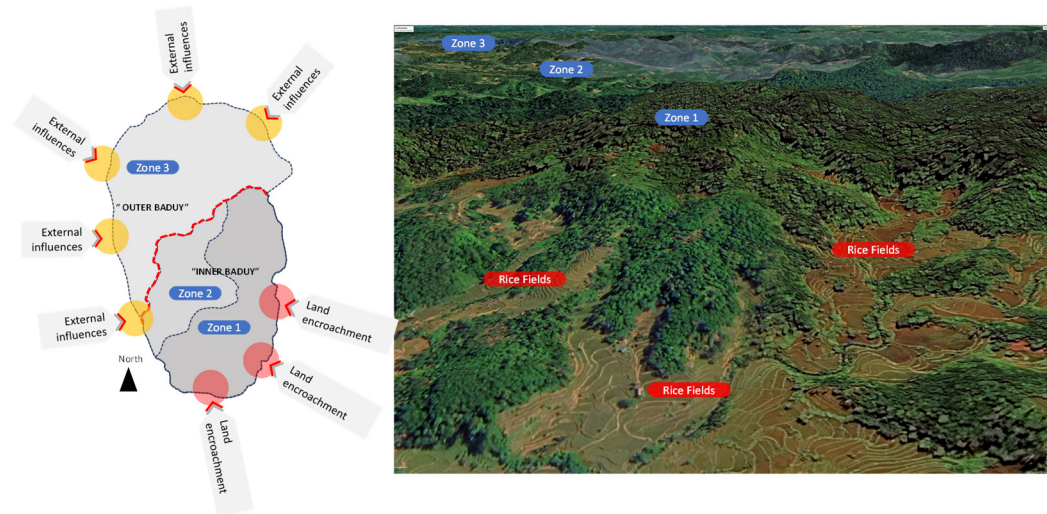 External
influences
External
influences
External
influences
Zone 3
“ OUTER BADUY”
External
influences
“INNER BADUY”
Zone 2
Zone 1
External
influences
Land
encroachment
Land
encroachment
Land
encroachment
North
Zone 3
Zone 2
Zone 1
Rice Fields
Rice Fields
Rice Fields